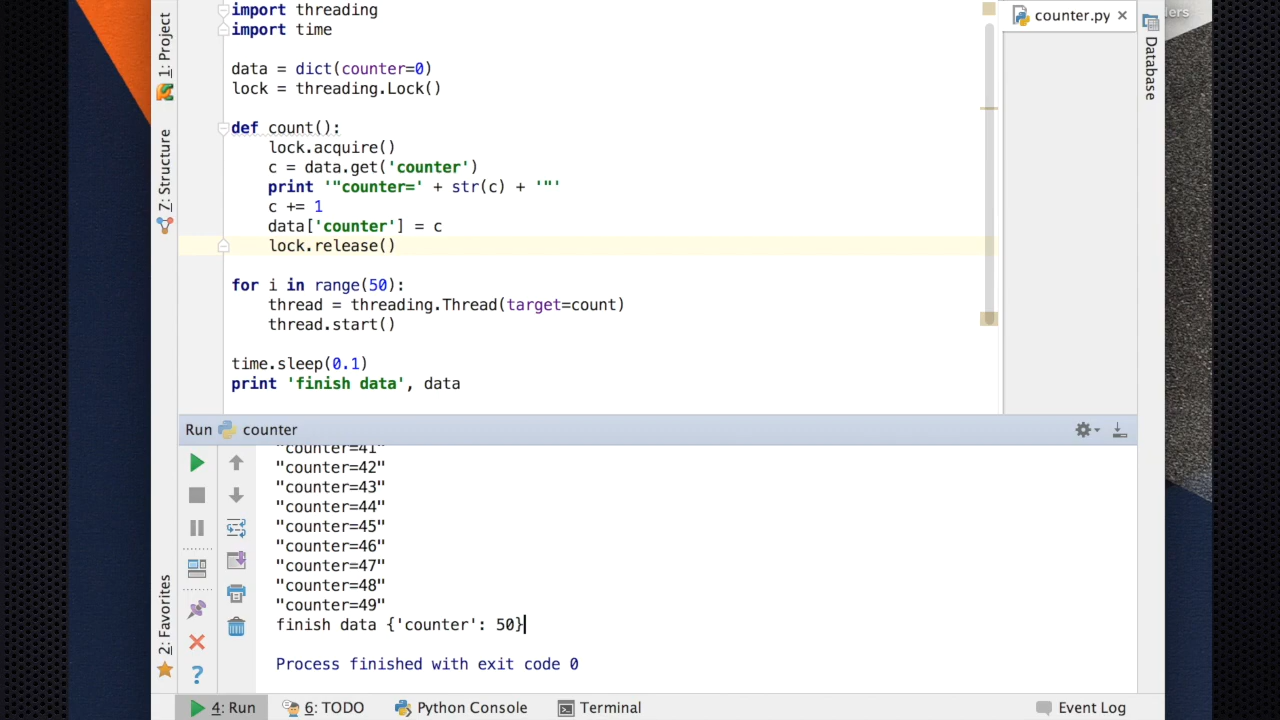 import threading
import time
data = dict(counter=0)
lock = threading.Lock()
def count():
lock.acquire()
c = data.get('counter')
print '"counter=' + str(c) + '"'
c += 1
data['counter'] = c
lock.release()
for i in range(50):
thread = threading.Thread(target=count)
thread.start()
time.sleep(0.1)
print 'finish data', data
counter.py
1: Project
7: Structure
2: Favorites
Database
Run counter
"counter=41"
"counter=42"
"counter=43"
"counter=44"
"counter=45"
"counter=46"
"counter=47"
"counter=48"
"counter=49"
finish data {'counter': 50}
Process finished with exit code 0
4: Run
6: TODO
Python Console
Terminal
Event Log